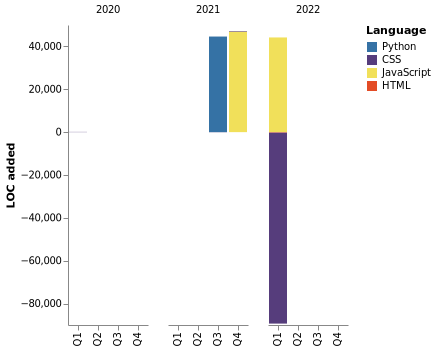 2020 2021 2022
Language
Python
CSS
JavaScript
HTML
LOC added
40,000
20,000
0
−20,000
−40,000
−60,000
−80,000
Q1 Q2 Q3 Q4 Q1 Q2 Q3 Q4 Q1 Q2 Q3 Q4